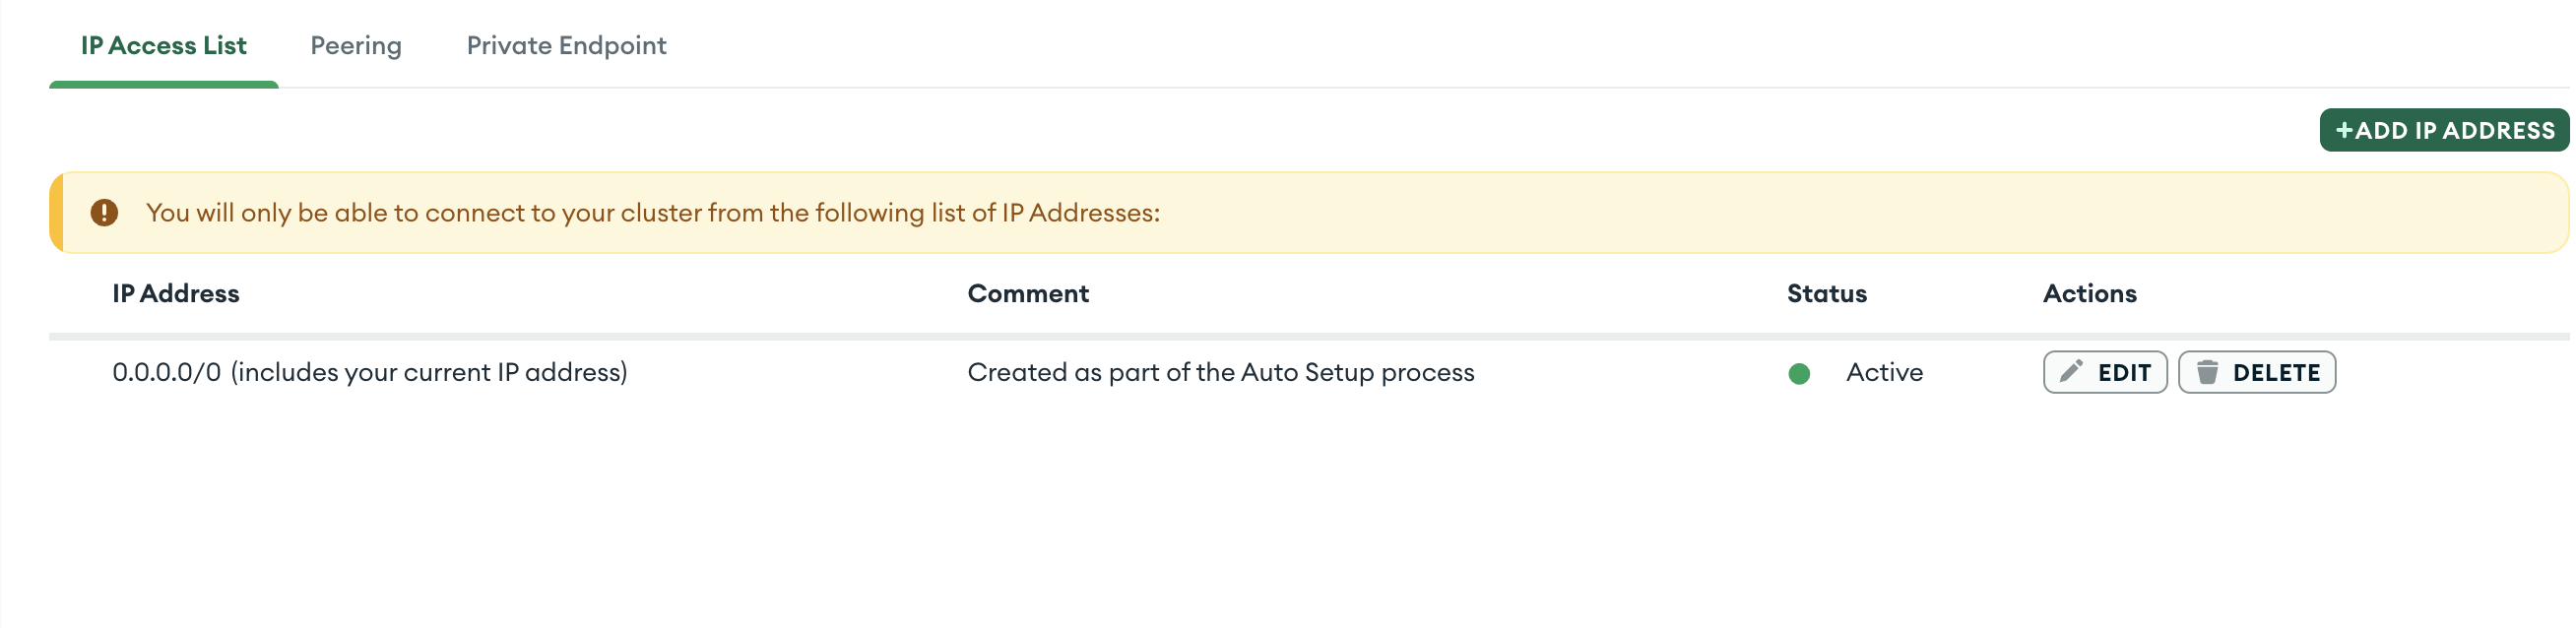 IP Access List Peering Private Endpoint
+ADD IP ADDRESS
You will only be able to connect to your cluster from the following list of IP Addresses:
IP Address Comment Status Actions
0.0.0.0/0 (includes your current IP address) Created as part of the Auto Setup process Active EDIT DELETE